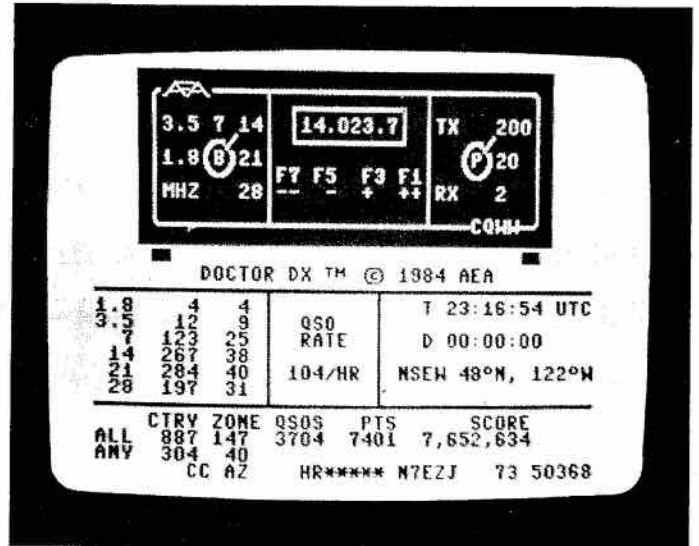 AEA
3.5 7 14
1.8 B 21
MHZ 28
14.023.7
F7 F5 F3 F1
-- - + ++
TX 200
P 20
RX 2
CQWW
DOCTOR DX TM © 1984 AEA
1.8 4 4
3.5 12 9
7 123 25
14 267 38
21 284 40
28 197 31
QSO
RATE
104/HR
T 23:16:54 UTC
D 00:00:00
NSEW 48°N, 122°W
CTRY ZONE QSOS PTS SCORE
ALL 887 147 3704 7401 7,652,634
ANY 304 40
CC AZ HR***** N7EZJ 73 50368